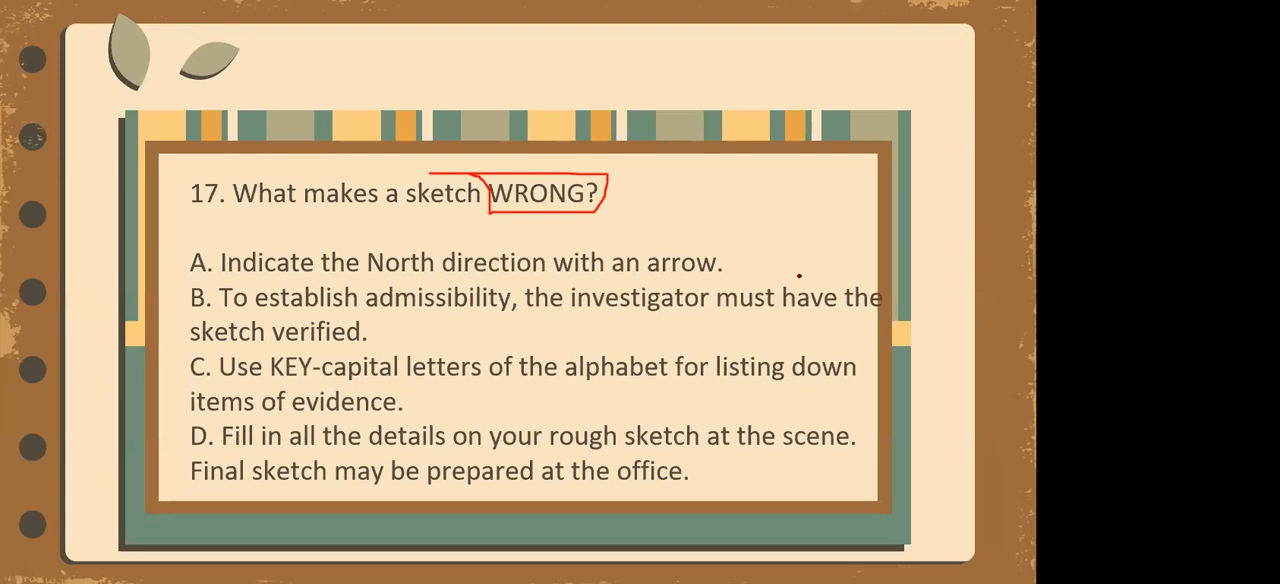 17. What makes a sketch WRONG?
A. Indicate the North direction with an arrow.
B. To establish admissibility, the investigator must have the
sketch verified.
C. Use KEY-capital letters of the alphabet for listing down
items of evidence.
D. Fill in all the details on your rough sketch at the scene.
Final sketch may be prepared at the office.